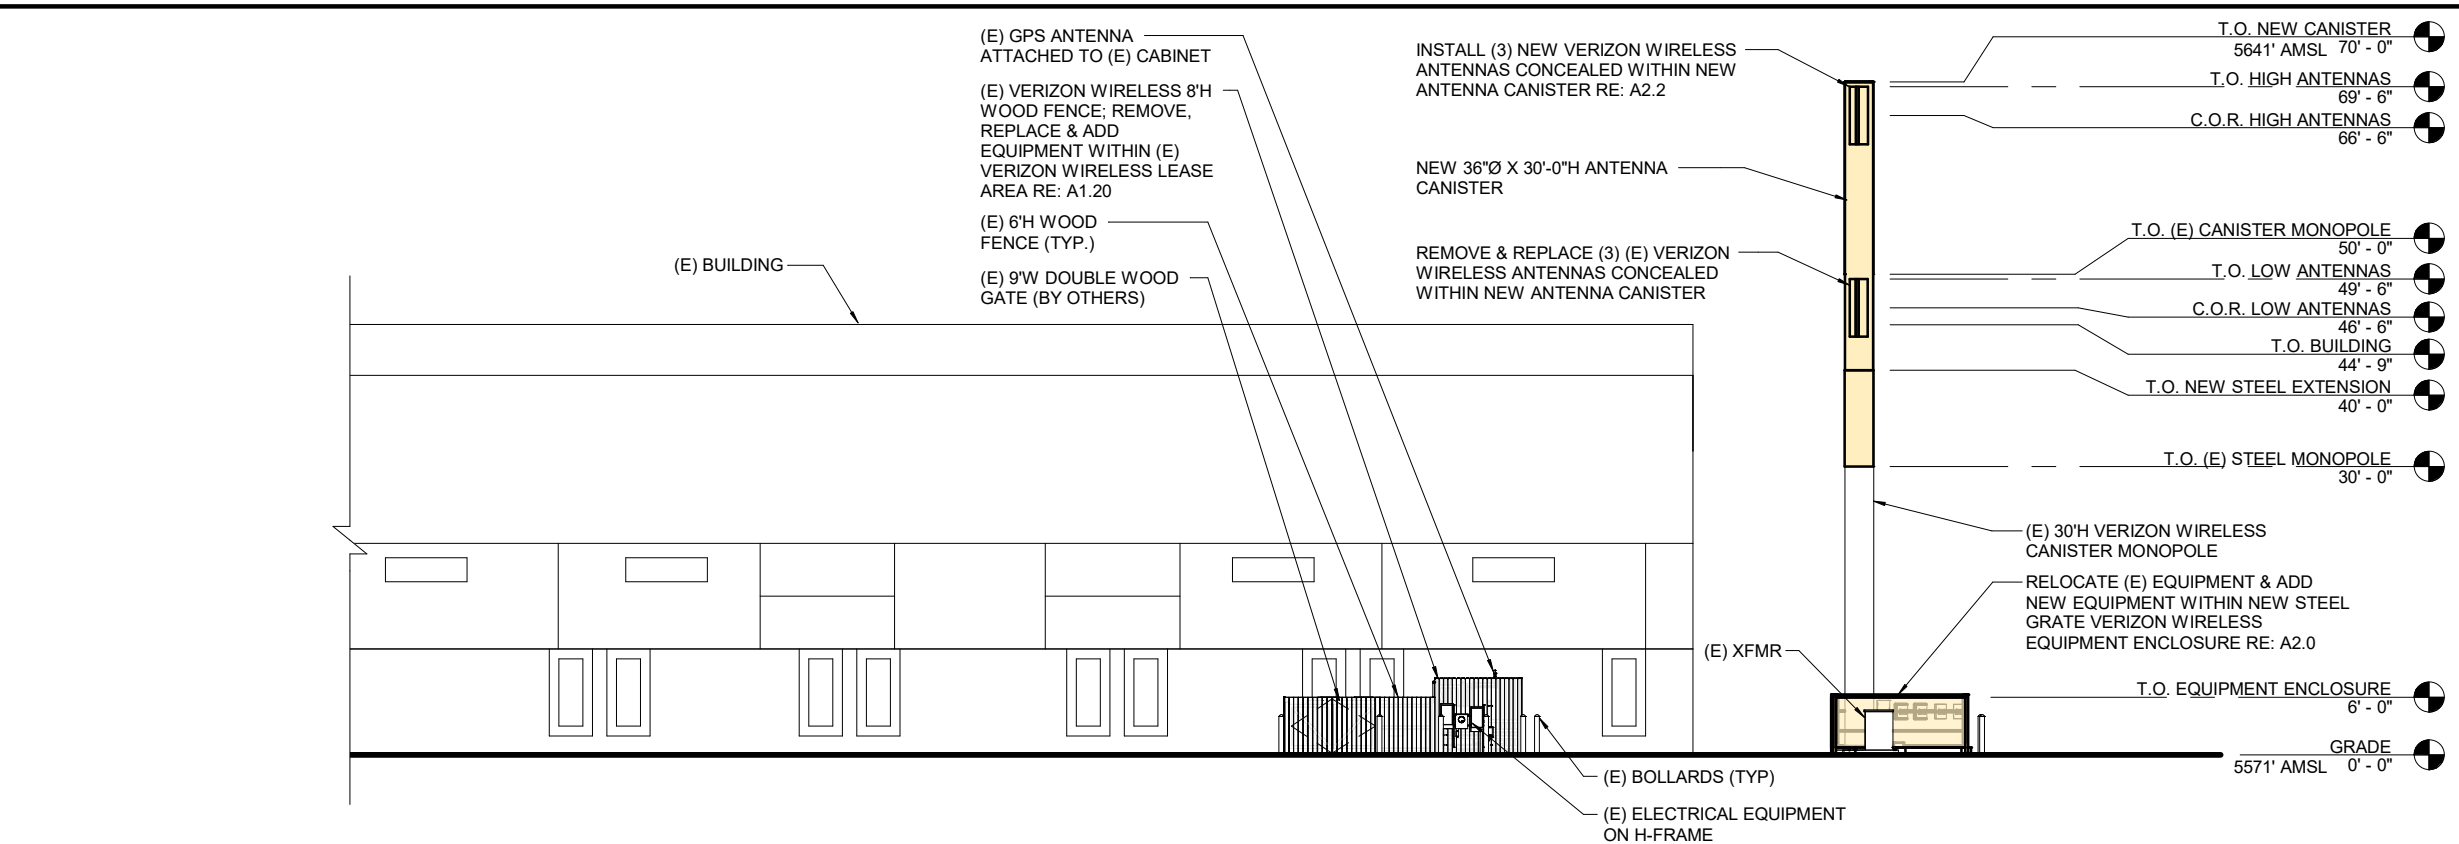 (E) GPS ANTENNA
ATTACHED TO (E) CABINET
(E) VERIZON WIRELESS 8'H
WOOD FENCE; REMOVE,
REPLACE & ADD
EQUIPMENT WITHIN (E)
VERIZON WIRELESS LEASE
AREA RE: A1.20
(E) 6'H WOOD
FENCE (TYP.)
(E) 9'W DOUBLE WOOD
GATE (BY OTHERS)
(E) BUILDING
INSTALL (3) NEW VERIZON WIRELESS
ANTENNAS CONCEALED WITHIN NEW
ANTENNA CANISTER RE: A2.2
NEW 36"Ø X 30'-0"H ANTENNA
CANISTER
REMOVE & REPLACE (3) (E) VERIZON
WIRELESS ANTENNAS CONCEALED
WITHIN NEW ANTENNA CANISTER
T.O. NEW CANISTER
5641' AMSL 70' - 0"
T.O. HIGH ANTENNAS
69' - 6"
C.O.R. HIGH ANTENNAS
66' - 6"
T.O. (E) CANISTER MONOPOLE
50' - 0"
T.O. LOW ANTENNAS
49' - 6"
C.O.R. LOW ANTENNAS
46' - 6"
T.O. BUILDING
44' - 9"
T.O. NEW STEEL EXTENSION
40' - 0"
T.O. (E) STEEL MONOPOLE
30' - 0"
(E) 30'H VERIZON WIRELESS
CANISTER MONOPOLE
RELOCATE (E) EQUIPMENT & ADD
NEW EQUIPMENT WITHIN NEW STEEL
GRATE VERIZON WIRELESS
EQUIPMENT ENCLOSURE RE: A2.0
(E) XFMR
T.O. EQUIPMENT ENCLOSURE
6' - 0"
GRADE
5571' AMSL 0' - 0"
(E) BOLLARDS (TYP)
(E) ELECTRICAL EQUIPMENT
ON H-FRAME